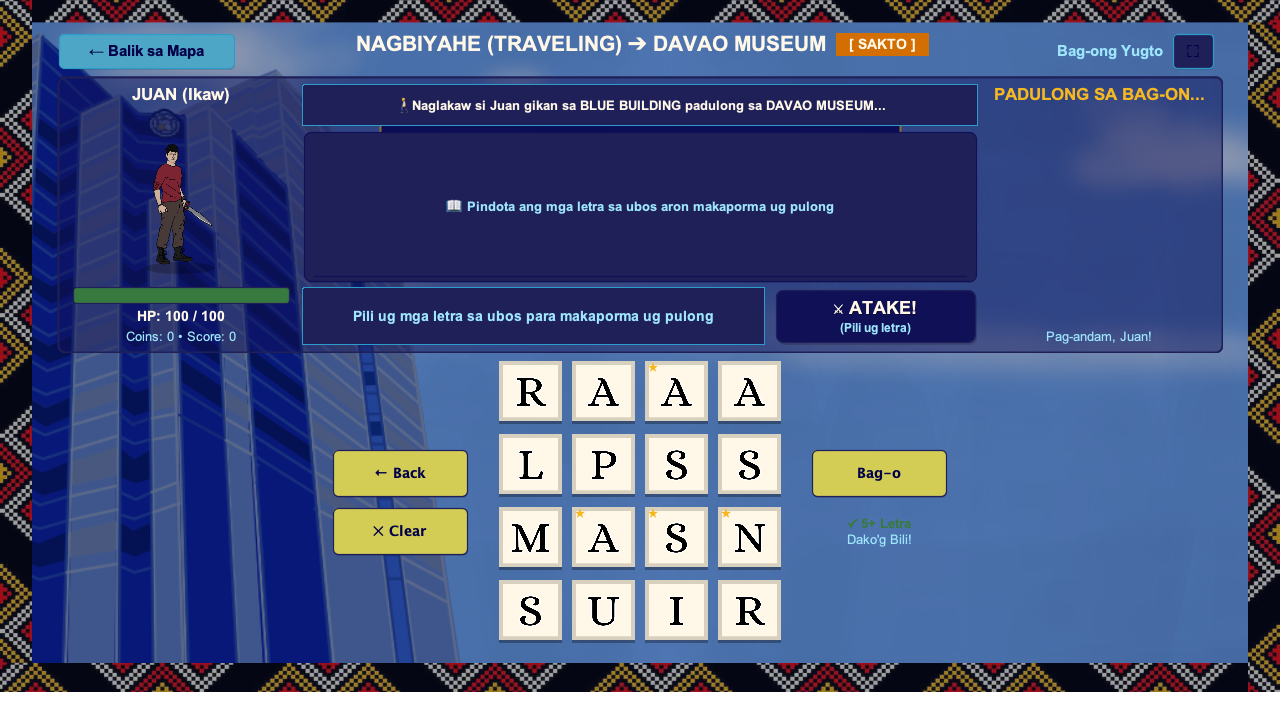 ← Balik sa Mapa
NAGBIYAHE (TRAVELING) → DAVAO MUSEUM
[ SAKTO ]
Bag-ong Yugto
JUAN (Ikaw)
Naglakaw si Juan gikan sa BLUE BUILDING padulong sa DAVAO MUSEUM...
PADULONG SA BAG-ON...
Pindota ang mga letra sa ubos aron makaporma ug pulong
HP: 100 / 100
Coins: 0 • Score: 0
Pili ug mga letra sa ubos para makaporma ug pulong
⚔ ATAKE!
(Pili ug letra)
Pag-andam, Juan!
R A A A
L P S S
M A S N
S U I R
← Back
× Clear
Bag-o
✓ 5+ Letra
Dako'g Bili!